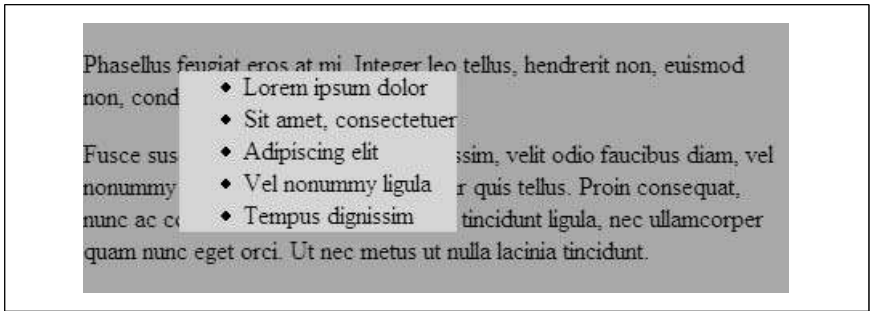 Phasellus feugiat eros at mi. Integer leo tellus, hendrerit non, euismod
non, cond
Lorem ipsum dolor
Sit amet, consectetuer
Adipiscing elit
Vel nonummy ligula
Tempus dignissim
Fusce sus ssim, velit odio faucibus diam, vel
nonummy r quis tellus. Proin consequat,
nunc ac co tincidunt ligula, nec ullamcorper
quam nunc eget orci. Ut nec metus ut nulla lacinia tincidunt.